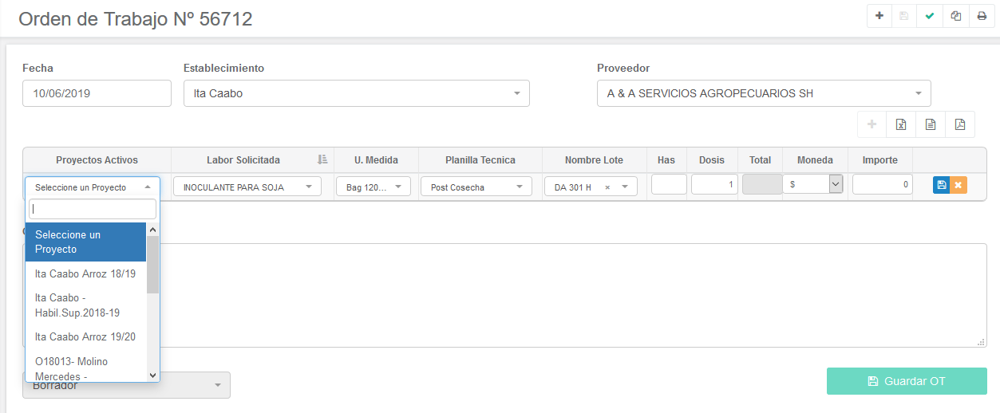 Orden de Trabajo Nº 56712
Fecha Establecimiento Proveedor
10/06/2019 Ita Caabo A & A SERVICIOS AGROPECUARIOS SH
Proyectos Activos Labor Solicitada U. Medida Planilla Tecnica Nombre Lote Has Dosis Total Moneda Importe
Seleccione un Proyecto INOCULANTE PARA SOJA Bag 120... Post Cosecha DA 301 H × 1 $ 0
Seleccione un
Proyecto
Ita Caabo Arroz 18/19
Ita Caabo -
Habil.Sup.2018-19
Ita Caabo Arroz 19/20
O18013- Molino
Mercedes -
Borrador Guardar OT